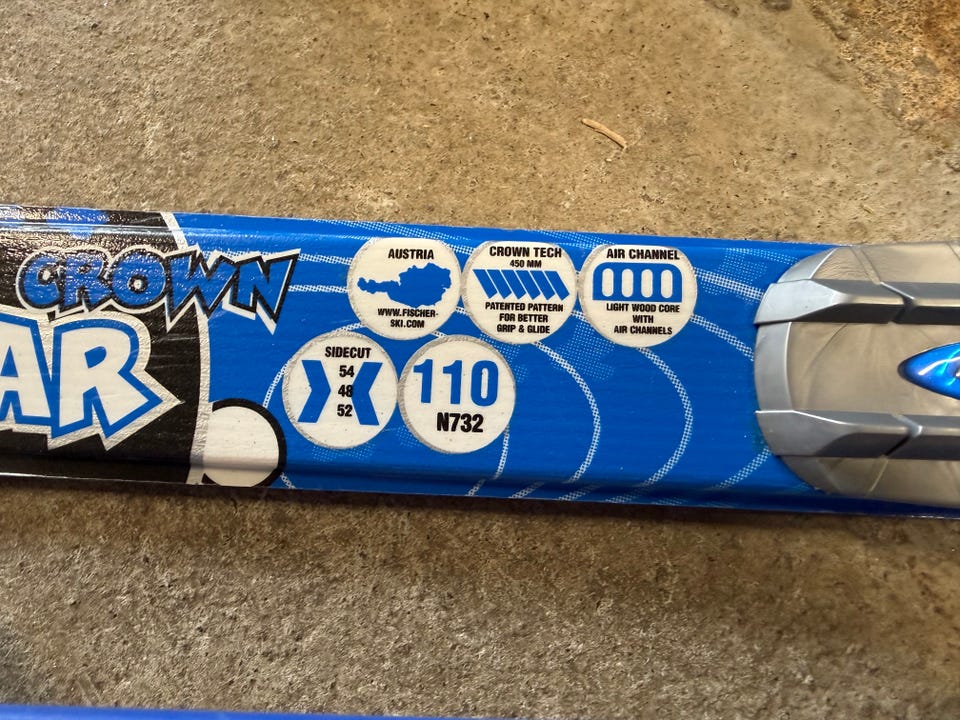 CROWN
AR
AUSTRIA
WWW.FISCHER-
SKI.COM
CROWN TECH
450 MM
PATENTED PATTERN
FOR BETTER
GRIP & GLIDE
AIR CHANNEL
LIGHT WOOD CORE
WITH
AIR CHANNELS
SIDECUT
54
48
52
110
N732